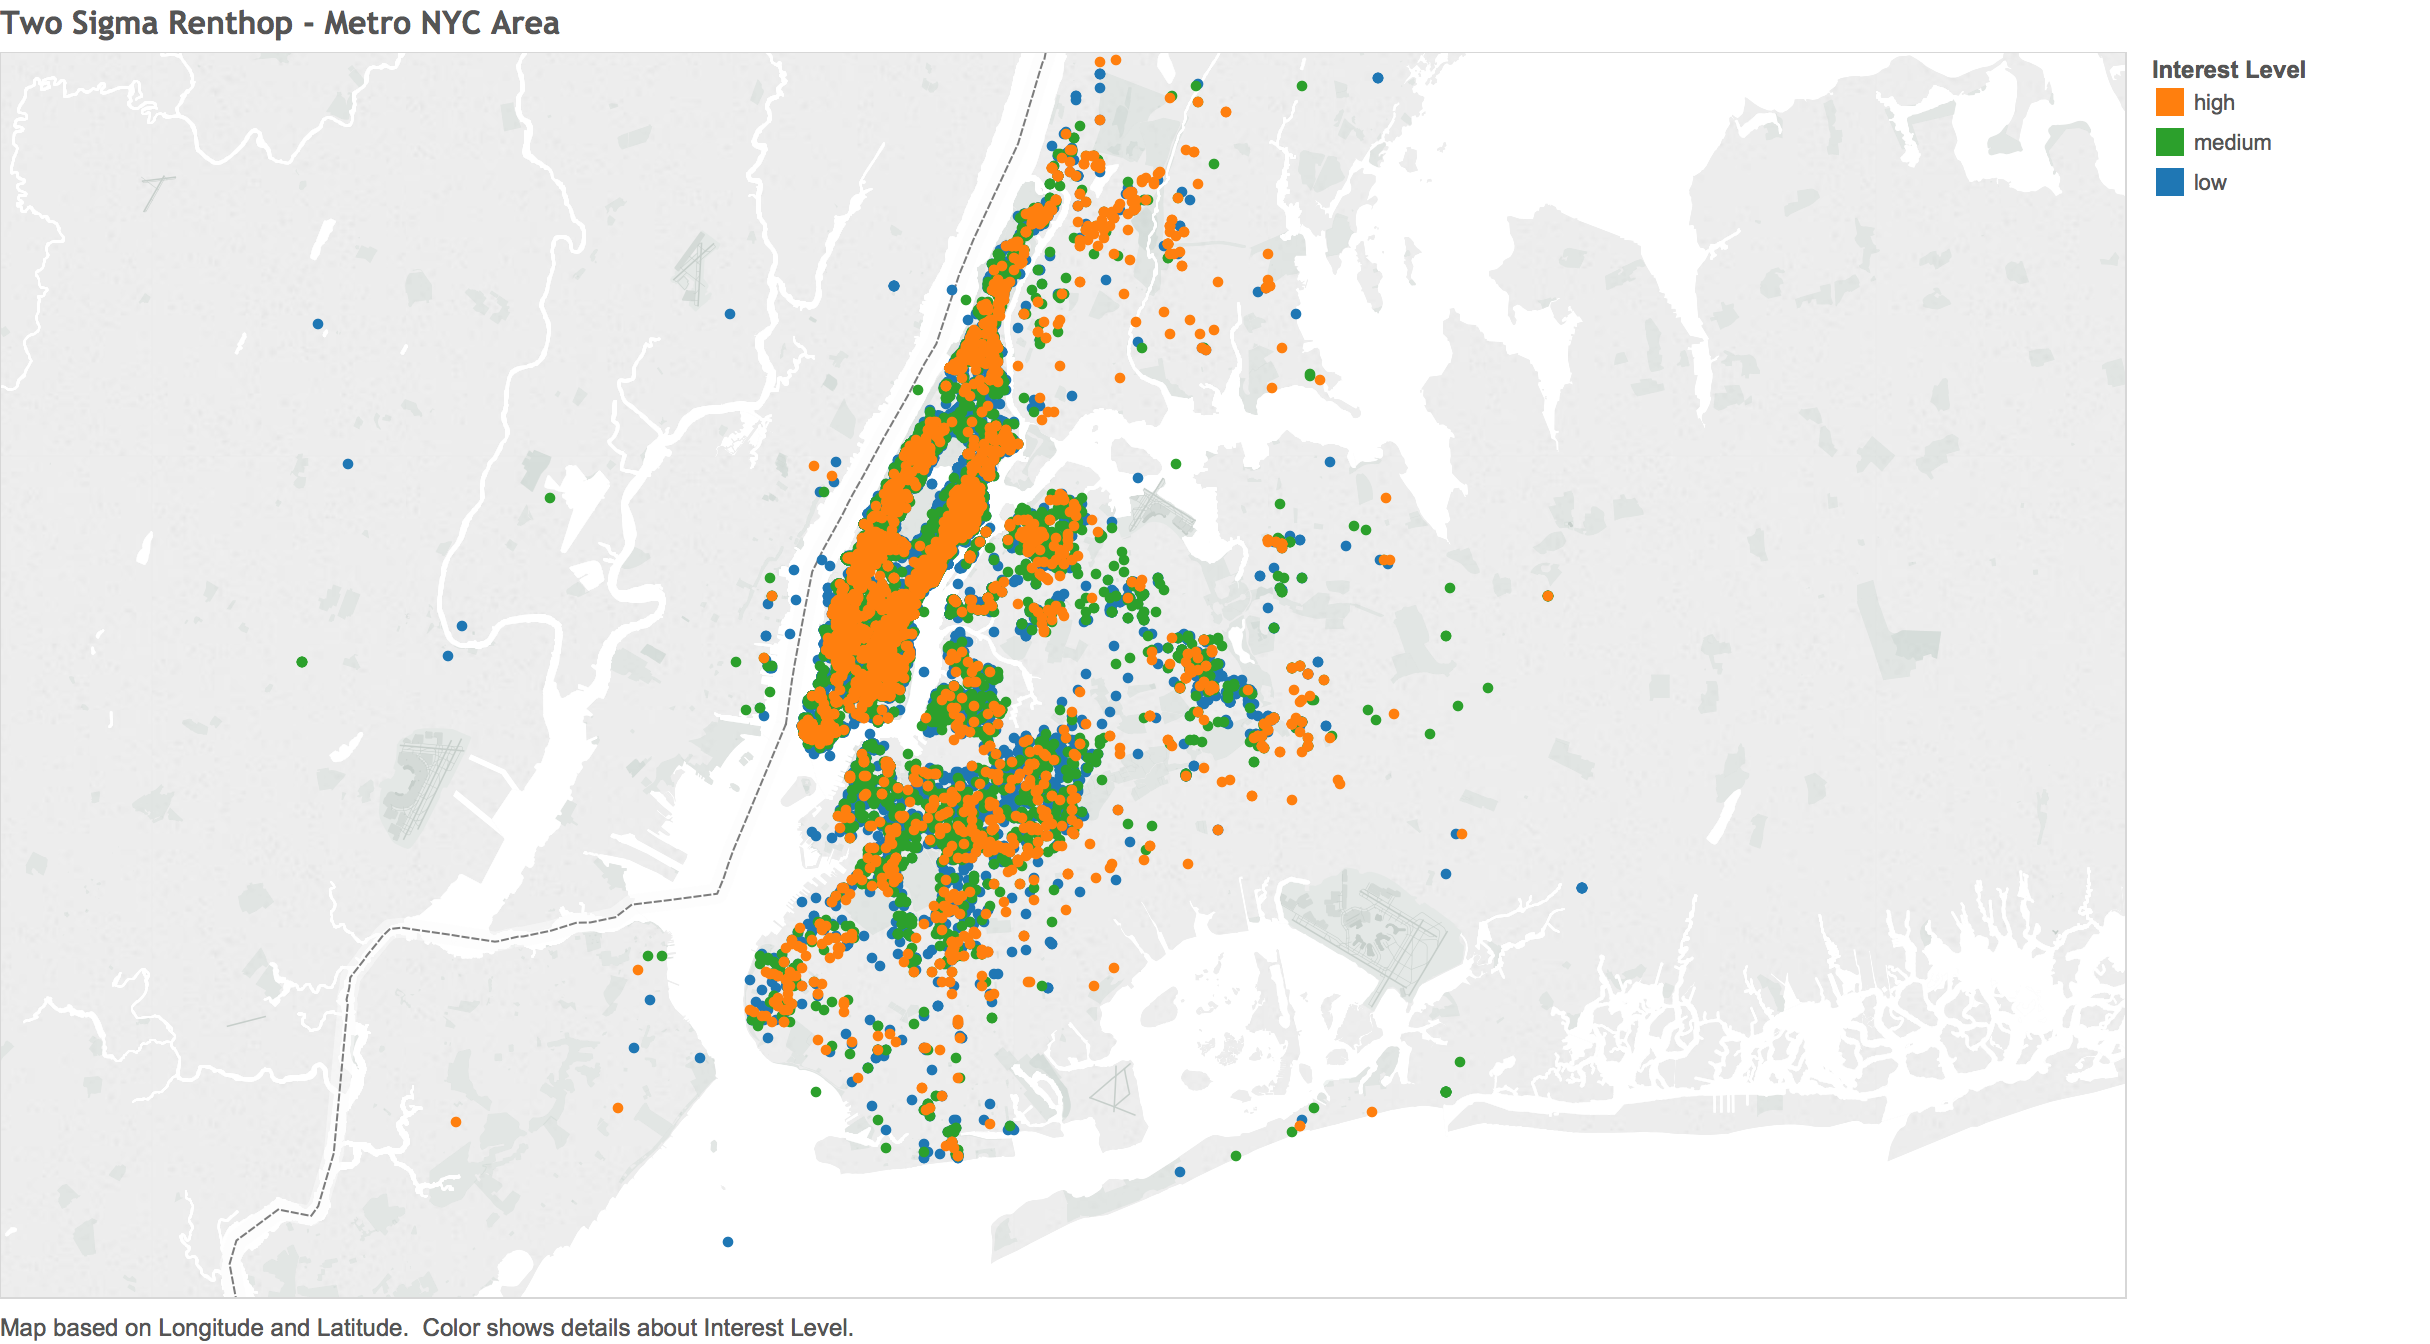 Two Sigma Renthop - Metro NYC Area
Interest Level
high
medium
low
Map based on Longitude and Latitude.  Color shows details about Interest Level.